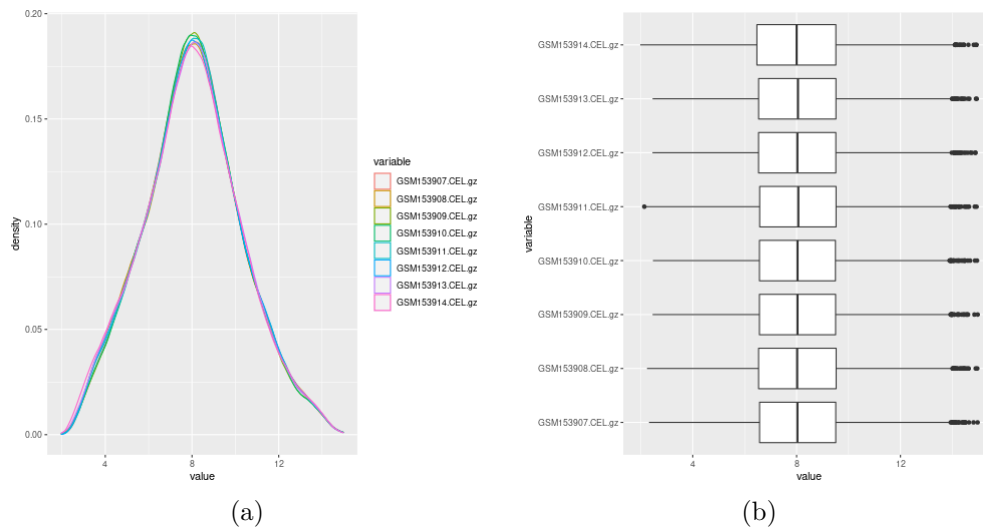 0.20
0.15
0.10
0.05
0.00
density
4 8 12
value
variable
GSM153907.CEL.gz
GSM153908.CEL.gz
GSM153909.CEL.gz
GSM153910.CEL.gz
GSM153911.CEL.gz
GSM153912.CEL.gz
GSM153913.CEL.gz
GSM153914.CEL.gz
(a)
GSM153914.CEL.gz
GSM153913.CEL.gz
GSM153912.CEL.gz
GSM153911.CEL.gz
GSM153910.CEL.gz
GSM153909.CEL.gz
GSM153908.CEL.gz
GSM153907.CEL.gz
variable
4 8 12
value
(b)